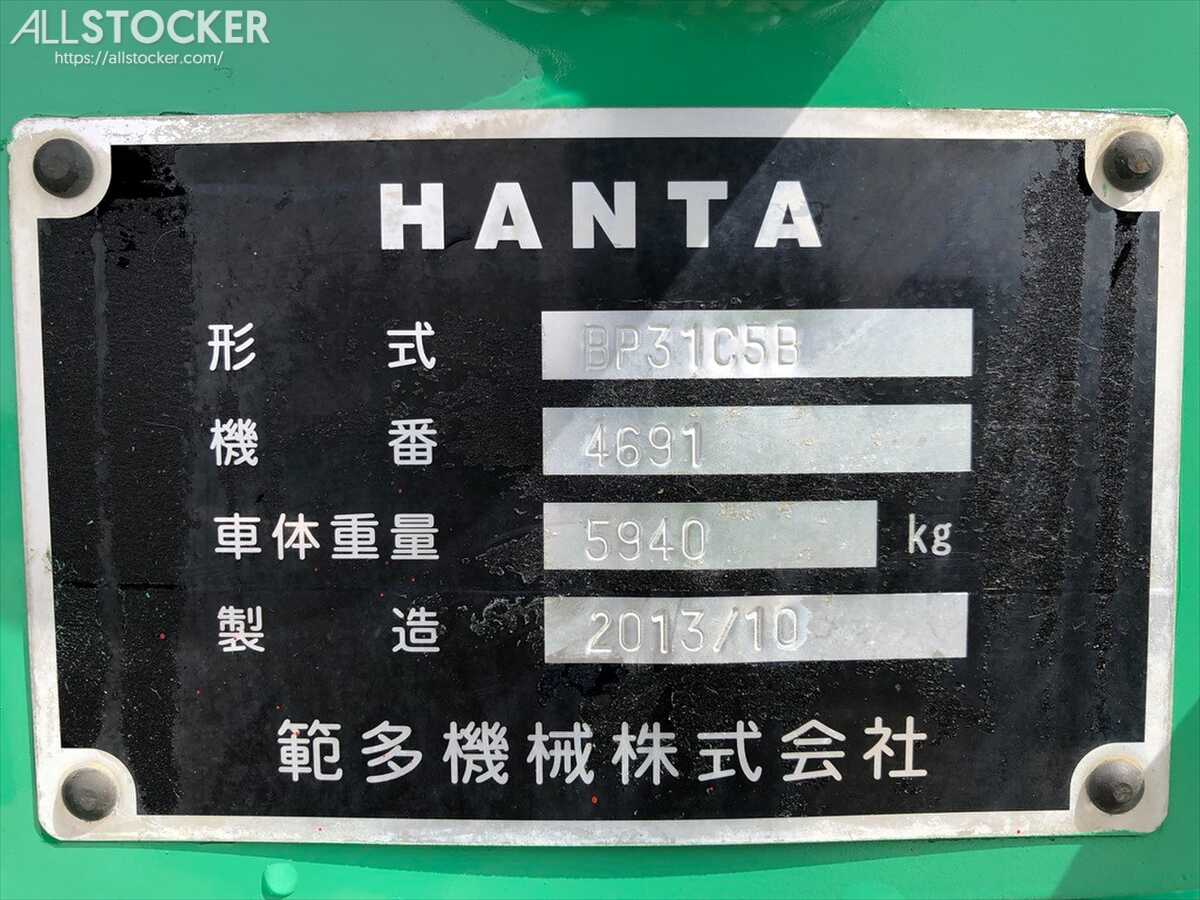 ALLSTOCKER
https://allstocker.com/
HANTA
形式 BP31C5B
機番 4691
車体重量 5940 kg
製造 2013/10
範多機械株式会社